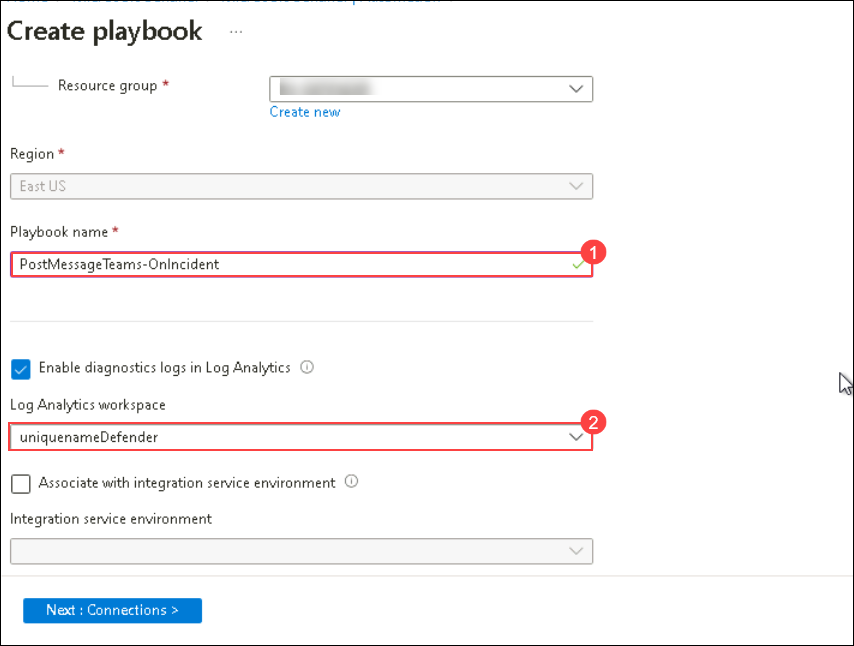 Create playbook ...
Resource group *
Create new
Region *
East US
Playbook name *
PostMessageTeams-OnIncident
1
Enable diagnostics logs in Log Analytics
Log Analytics workspace
uniquenameDefender
2
Associate with integration service environment
Integration service environment
Next : Connections >